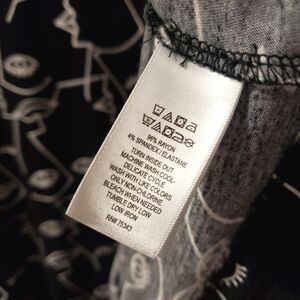 96% RAYON
4% SPANDEX / ELASTANE
TURN INSIDE OUT
MACHINE WASH COOL-
DELICATE CYCLE
WASH WITH LIKE COLORS
ONLY NON-CHLORINE
BLEACH WHEN NEEDED
TUMBLE DRY LOW
LOW IRON
RN# 75343